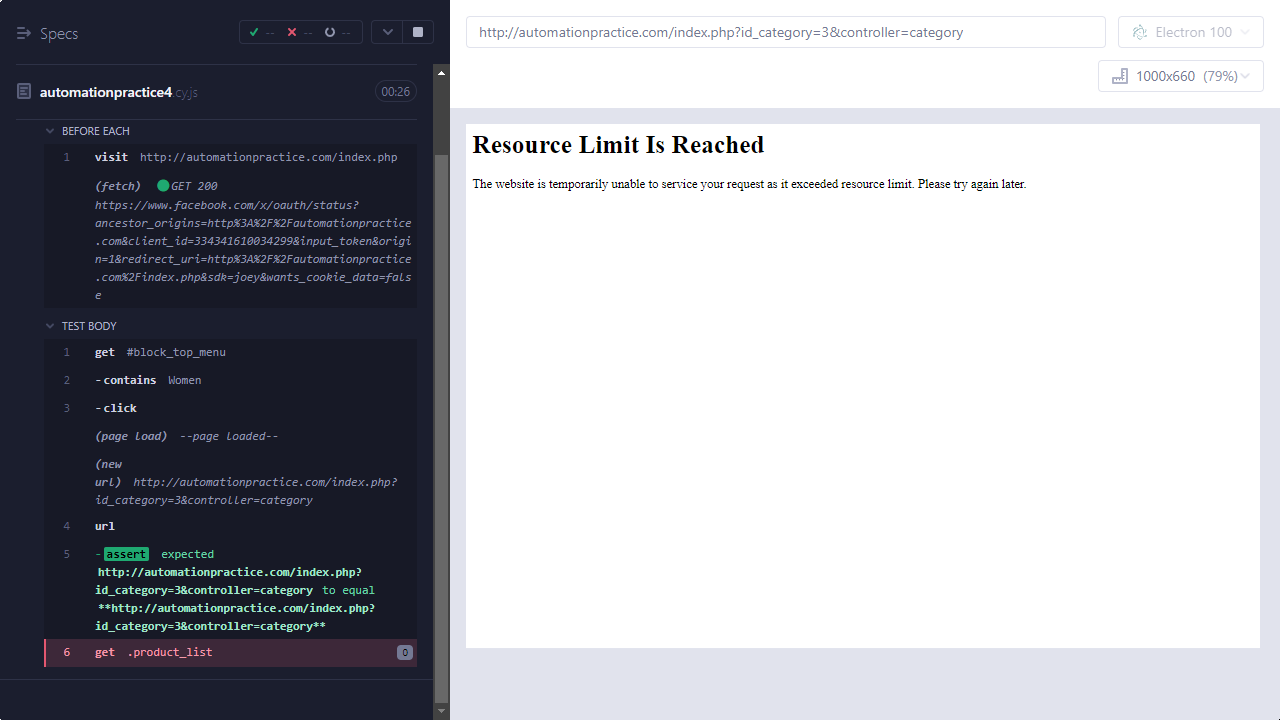 Specs
-- -- --
automationpractice4.cy.js 00:26
BEFORE EACH
1 visit http://automationpractice.com/index.php
(fetch) GET 200
https://www.facebook.com/x/oauth/status?
ancestor_origins=http%3A%2F%2Fautomationpractice
.com&client_id=334341610034299&input_token&origi
n=1&redirect_uri=http%3A%2F%2Fautomationpractice
.com%2Findex.php&sdk=joey&wants_cookie_data=fals
e
TEST BODY
1 get #block_top_menu
2 -contains Women
3 -click
(page load) --page loaded--
(new
url) http://automationpractice.com/index.php?
id_category=3&controller=category
4 url
5 -assert expected
http://automationpractice.com/index.php?
id_category=3&controller=category to equal
**http://automationpractice.com/index.php?
id_category=3&controller=category**
6 get .product_list 0
http://automationpractice.com/index.php?id_category=3&controller=category
Electron 100
1000x660 (79%)
Resource Limit Is Reached
The website is temporarily unable to service your request as it exceeded resource limit. Please try again later.